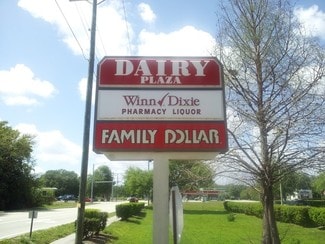 DAIRY
PLAZA
Winn Dixie
PHARMACY LIQUOR
FAMILY DOLLAR